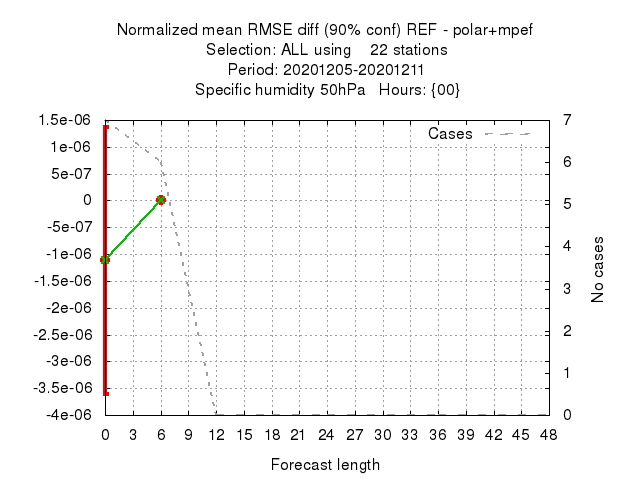 Normalized mean RMSE diff (90% conf) REF - polar+mpef
Selection: ALL using 22 stations
Period: 20201205-20201211
Specific humidity 50hPa Hours: {00}
Cases
1.5e-06
1e-06
5e-07
0
-5e-07
-1e-06
-1.5e-06
-2e-06
-2.5e-06
-3e-06
-3.5e-06
-4e-06
7
6
5
4
3
2
1
0
No cases
0 3 6 9 12 15 18 21 24 27 30 33 36 39 42 45 48
Forecast length